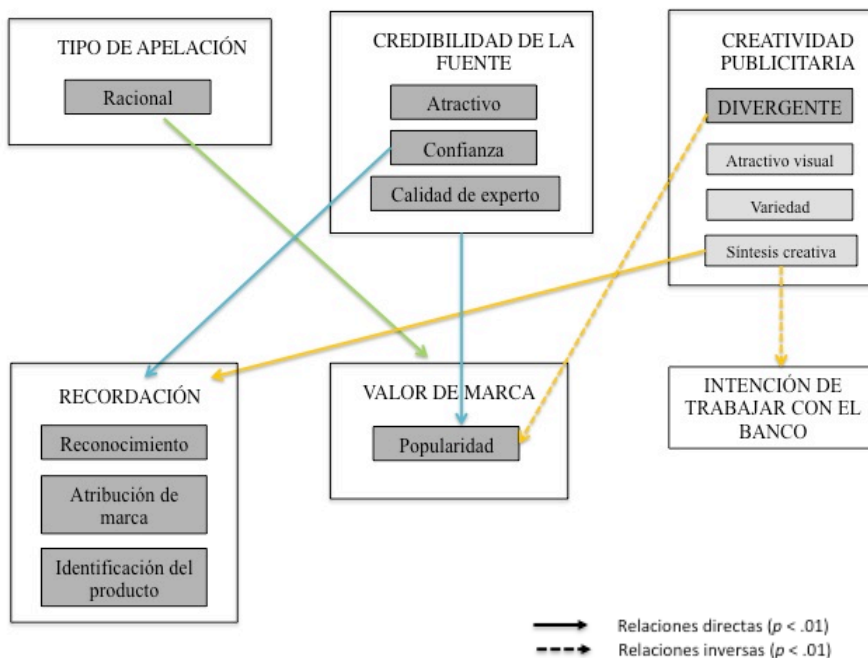 TIPO DE APELACIÓN
Racional
CREDIBILIDAD DE LA
FUENTE
Atractivo
Confianza
Calidad de experto
CREATIVIDAD
PUBLICITARIA
DIVERGENTE
Atractivo visual
Variedad
Síntesis creativa
RECORDACIÓN
Reconocimiento
Atribución de
marca
Identificación del
producto
VALOR DE MARCA
Popularidad
INTENCIÓN DE
TRABAJAR CON EL
BANCO
Relaciones directas (p < .01)
Relaciones inversas (p < .01)